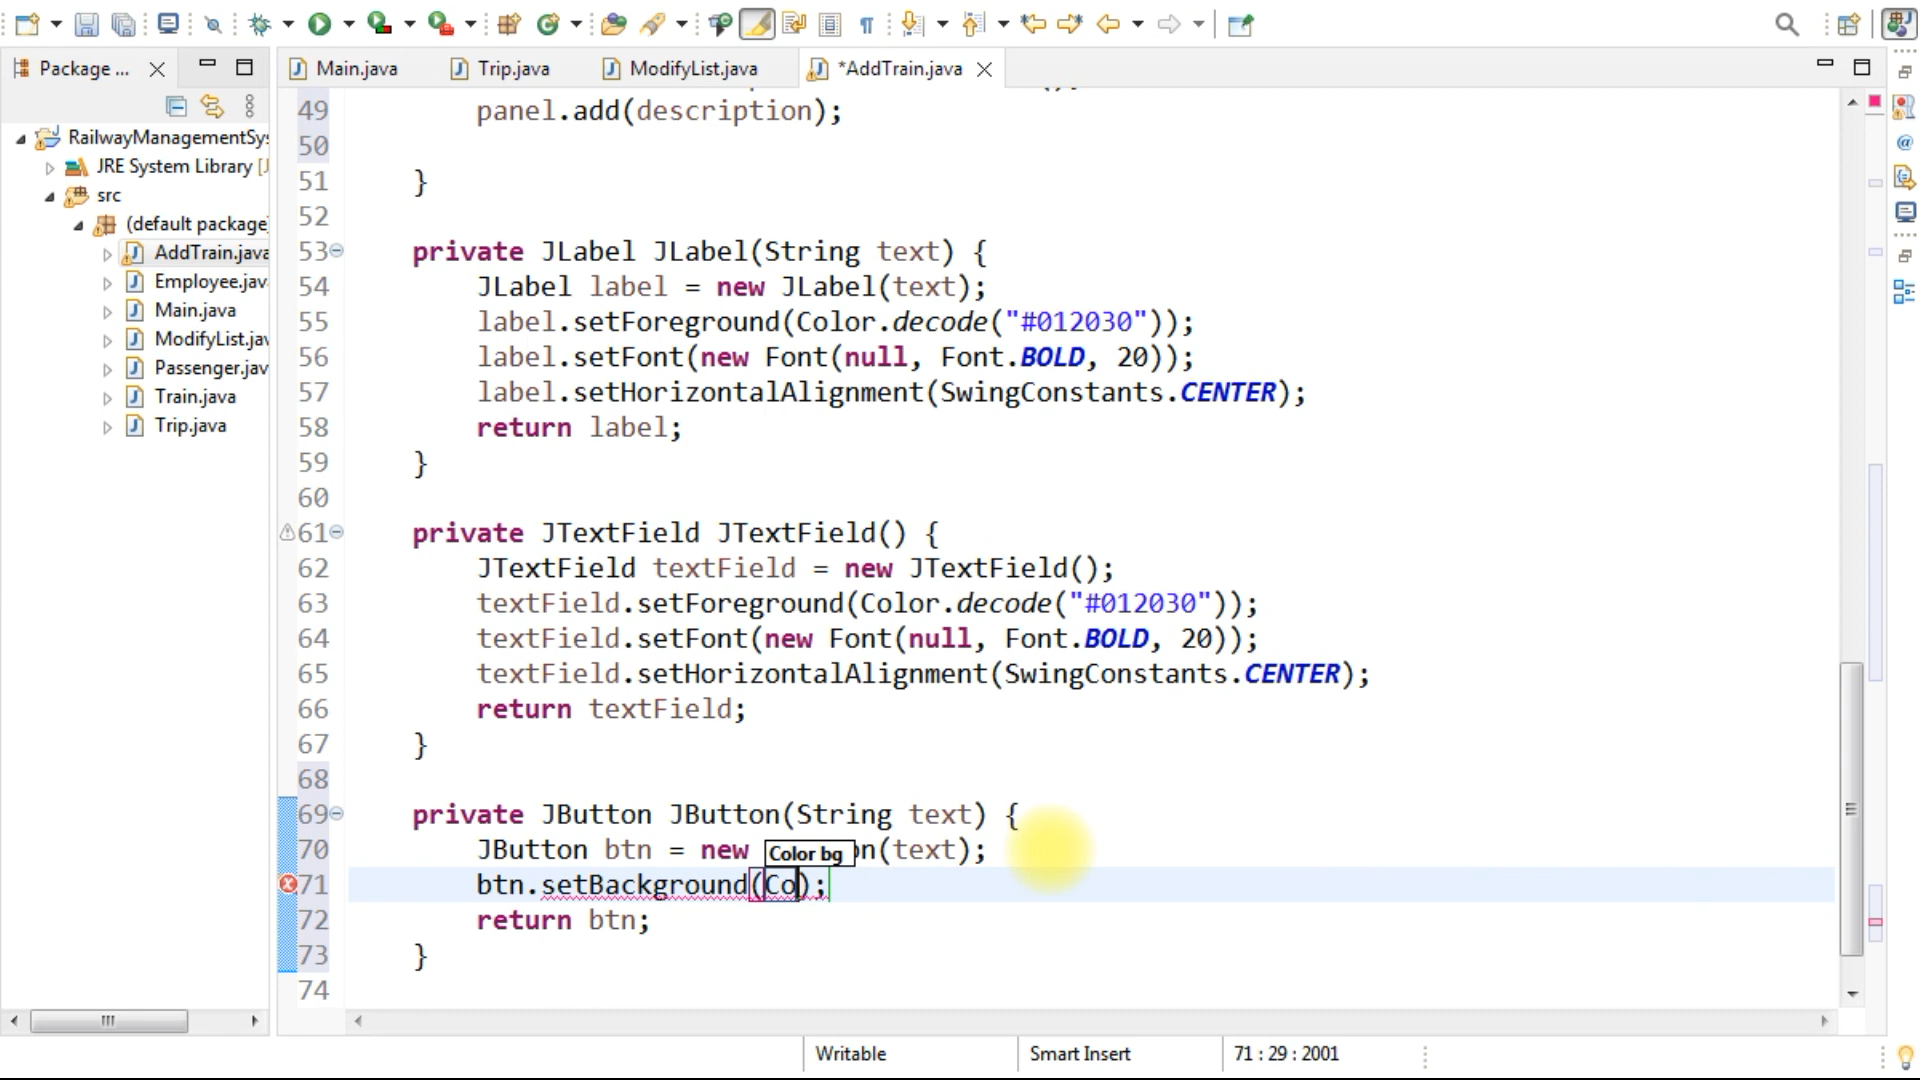 Package ...
Main.java
Trip.java
ModifyList.java
*AddTrain.java
RailwayManagementSys
JRE System Library [J
src
(default package)
AddTrain.java
Employee.jav
Main.java
ModifyList.jav
Passenger.jav
Train.java
Trip.java
49 panel.add(description);
50
51 }
52
53 private JLabel JLabel(String text) {
54 JLabel label = new JLabel(text);
55 label.setForeground(Color.decode("#012030"));
56 label.setFont(new Font(null, Font.BOLD, 20));
57 label.setHorizontalAlignment(SwingConstants.CENTER);
58 return label;
59 }
60
61 private JTextField JTextField() {
62 JTextField textField = new JTextField();
63 textField.setForeground(Color.decode("#012030"));
64 textField.setFont(new Font(null, Font.BOLD, 20));
65 textField.setHorizontalAlignment(SwingConstants.CENTER);
66 return textField;
67 }
68
69 private JButton JButton(String text) {
70 JButton btn = new Color bg on(text);
71 btn.setBackground(Co);
72 return btn;
73 }
74
Writable
Smart Insert
71 : 29 : 2001